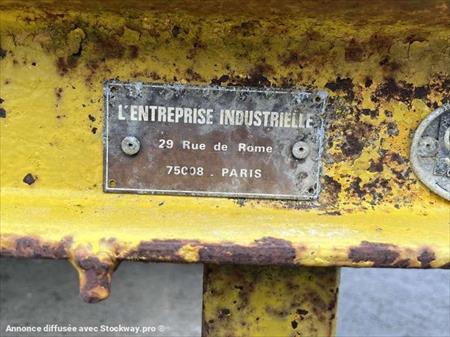 L'ENTREPRISE INDUSTRIELLE
29 Rue de Rome
75008 . PARIS
Annonce diffusée avec Stockway.pro ®